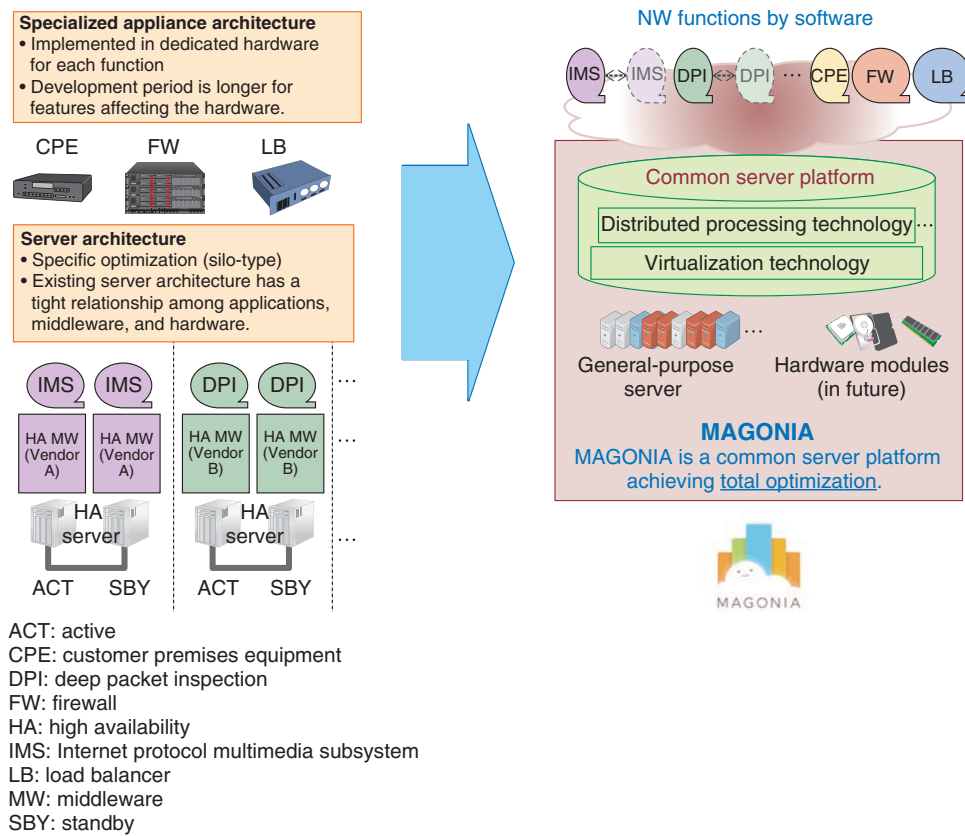 Specialized appliance architecture
• Implemented in dedicated hardware
for each function
• Development period is longer for
features affecting the hardware.
CPE
FW
LB
Server architecture
• Specific optimization (silo-type)
• Existing server architecture has a
tight relationship among applications,
middleware, and hardware.
IMS
IMS
DPI
DPI
...
HA MW
(Vendor
A)
HA MW
(Vendor
A)
HA MW
(Vendor
B)
HA MW
(Vendor
B)
...
HA
server
HA
server
...
ACT
SBY
ACT
SBY
NW functions by software
IMS
IMS
DPI
DPI
...
CPE
FW
LB
Common server platform
Distributed processing technology
...
Virtualization technology
...
General-purpose
server
Hardware modules
(in future)
MAGONIA
MAGONIA is a common server platform
achieving total optimization.
MAGONIA
ACT: active
CPE: customer premises equipment
DPI: deep packet inspection
FW: firewall
HA: high availability
IMS: Internet protocol multimedia subsystem
LB: load balancer
MW: middleware
SBY: standby